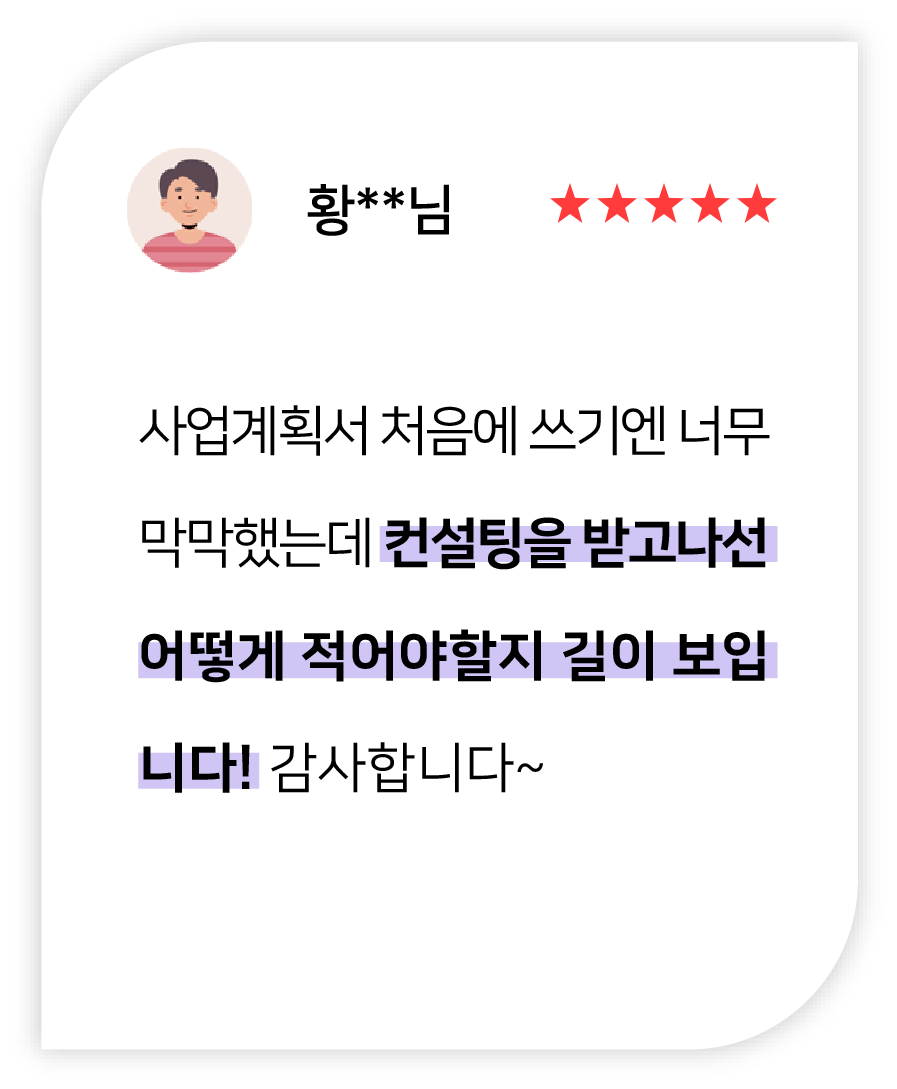 황**님 ★★★★★
사업계획서 처음에 쓰기엔 너무
막막했는데 컨설팅을 받고나선
어떻게 적어야할지 길이 보입
니다! 감사합니다~